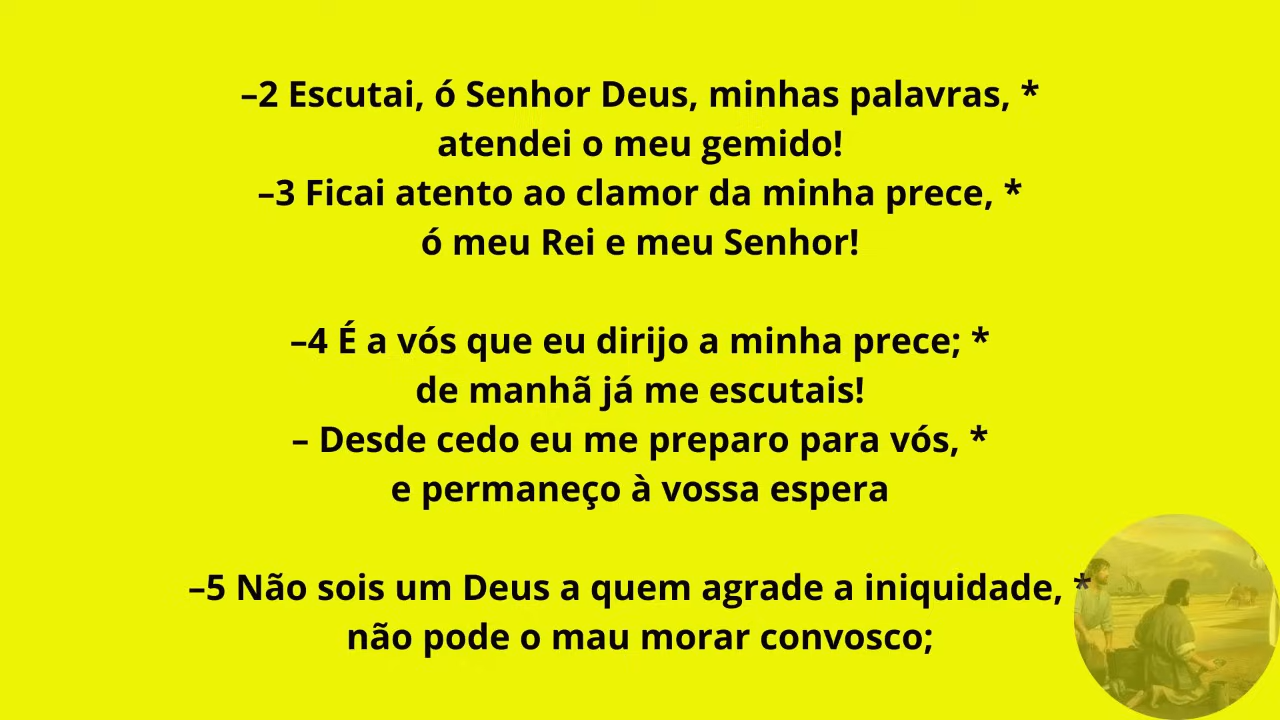 –2 Escutai, ó Senhor Deus, minhas palavras, *
atendei o meu gemido!
–3 Ficai atento ao clamor da minha prece, *
ó meu Rei e meu Senhor!
–4 É a vós que eu dirijo a minha prece; *
de manhã já me escutais!
– Desde cedo eu me preparo para vós, *
e permaneço à vossa espera
–5 Não sois um Deus a quem agrade a iniquidade, *
não pode o mau morar convosco;